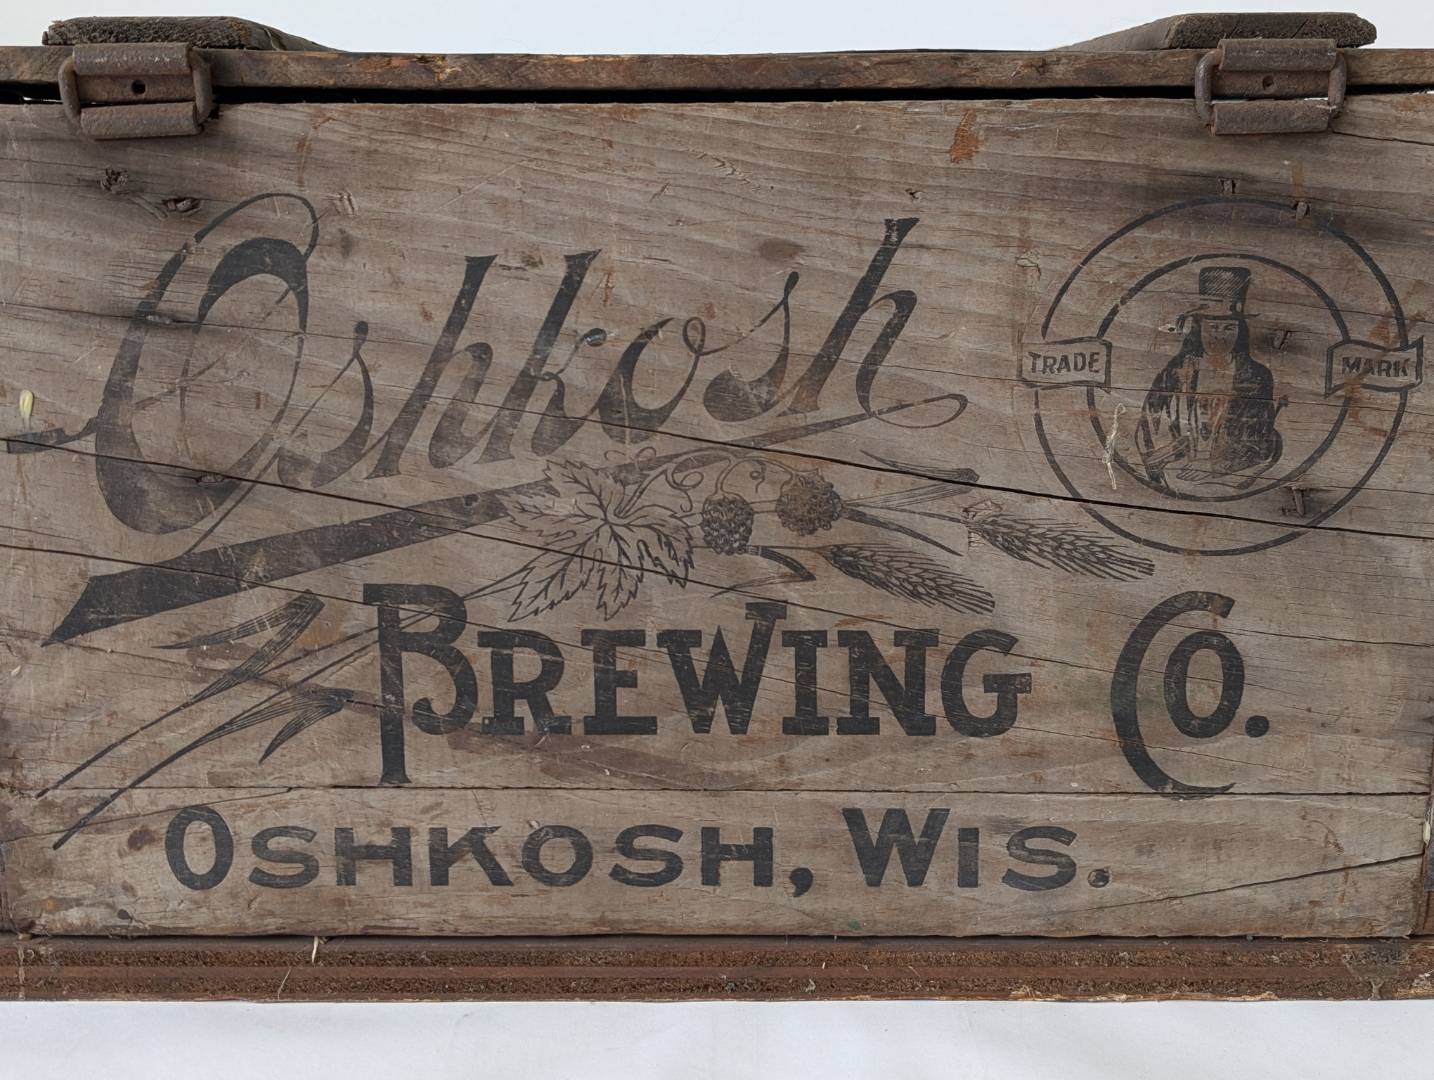 Oshkosh
TRADE MARK
BREWING CO.
OSHKOSH, WIS.